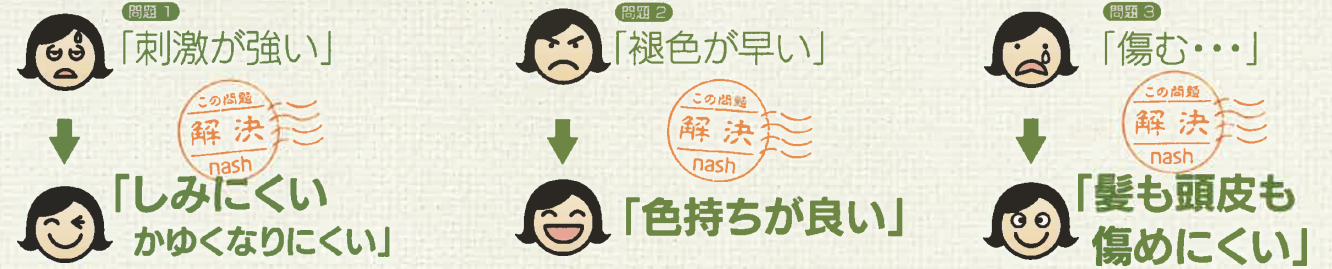 問題 1
「刺激が強い」
この問題
解決
nash
「しみにくい
かゆくなりにくい」
問題 2
「褪色が早い」
この問題
解決
nash
「色持ちが良い」
問題 3
「傷む・・・」
この問題
解決
nash
「髪も頭皮も
傷めにくい」